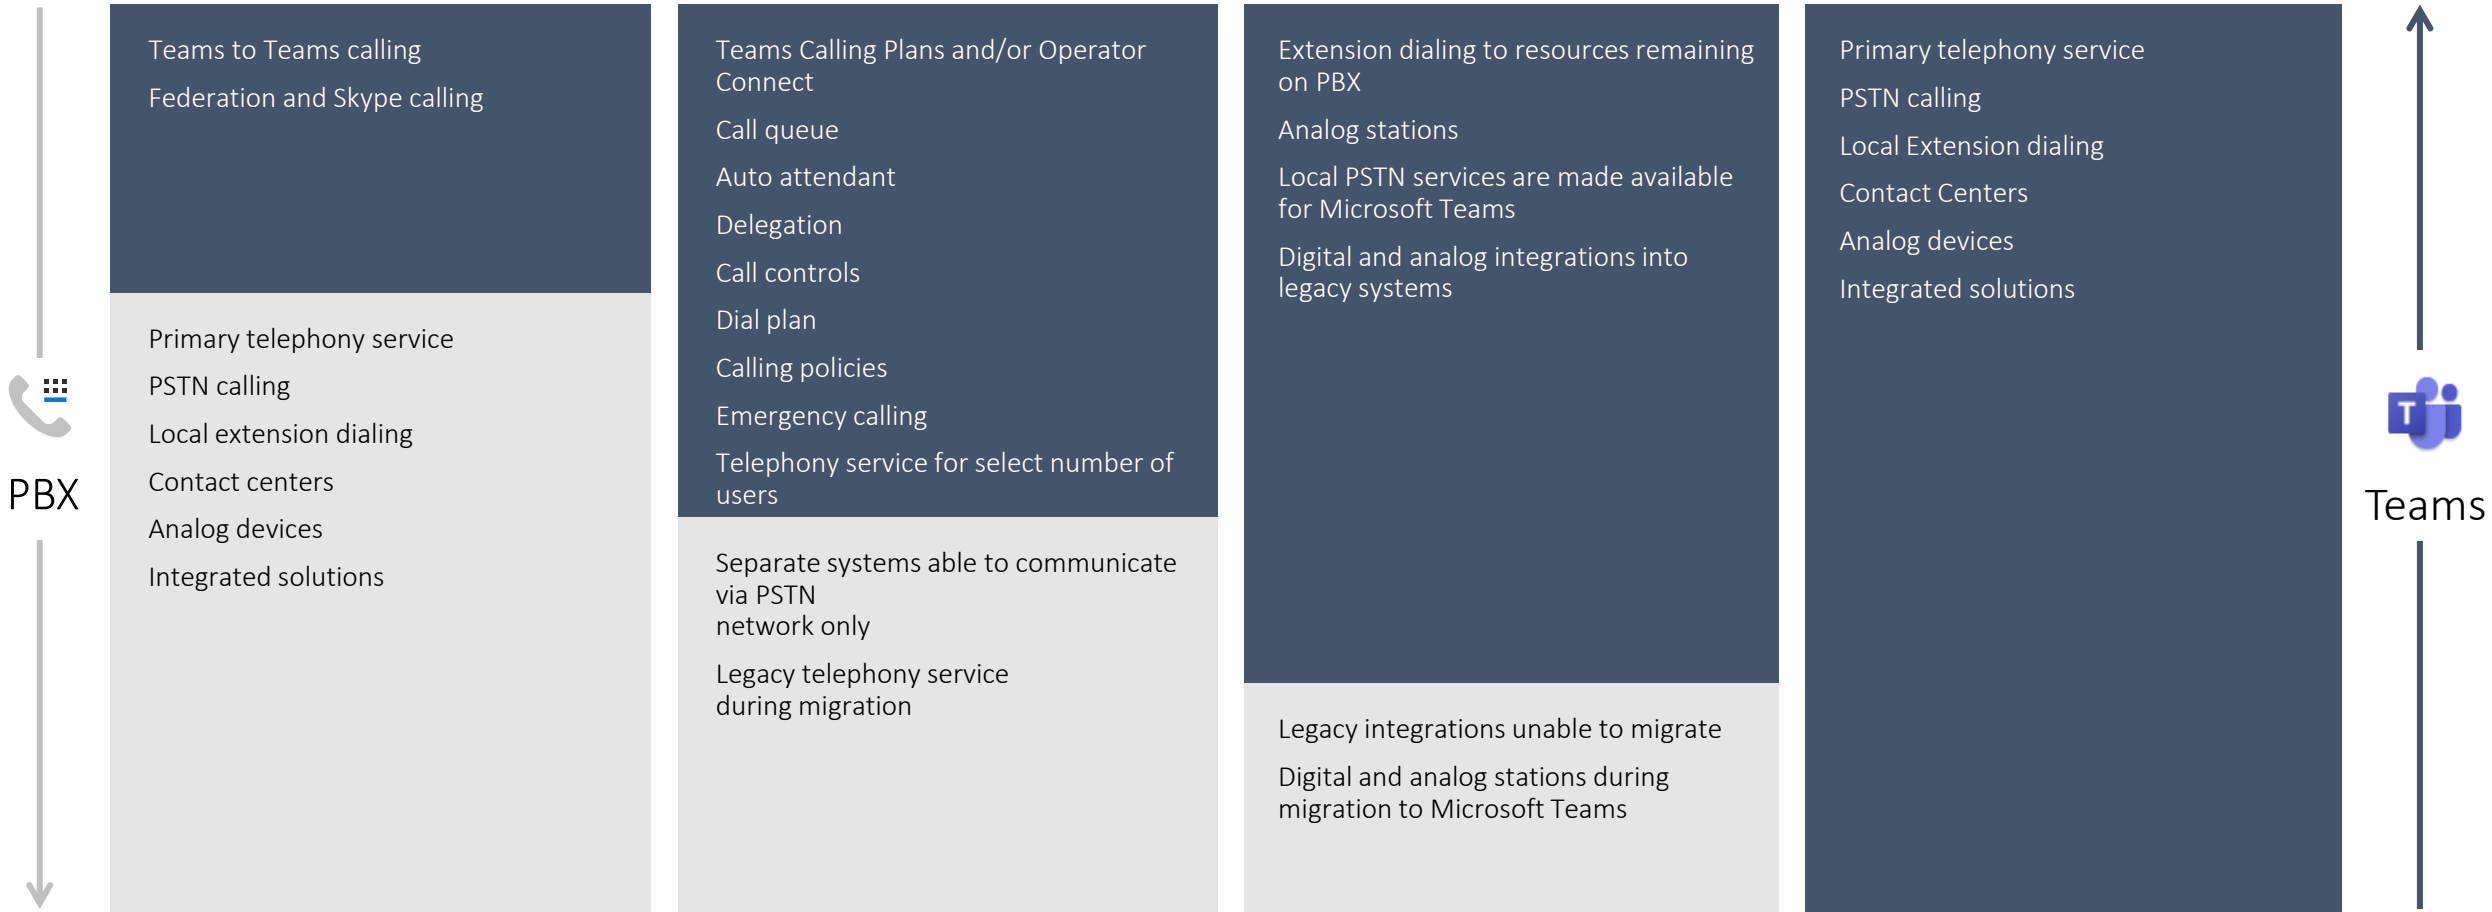 PBX
Teams to Teams calling
Federation and Skype calling
Primary telephony service
PSTN calling
Local extension dialing
Contact centers
Analog devices
Integrated solutions
Teams Calling Plans and/or Operator
Connect
Call queue
Auto attendant
Delegation
Call controls
Dial plan
Calling policies
Emergency calling
Telephony service for select number of
users
Separate systems able to communicate
via PSTN
network only
Legacy telephony service
during migration
Extension dialing to resources remaining
on PBX
Analog stations
Local PSTN services are made available
for Microsoft Teams
Digital and analog integrations into
legacy systems
Legacy integrations unable to migrate
Digital and analog stations during
migration to Microsoft Teams
Primary telephony service
PSTN calling
Local Extension dialing
Contact Centers
Analog devices
Integrated solutions
T
Teams